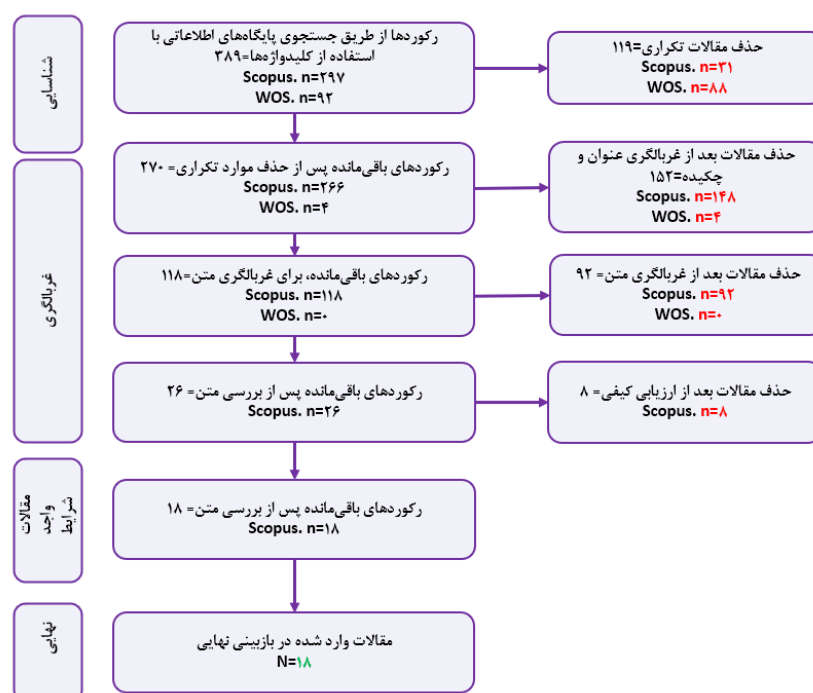 شناسایی
رکوردها از طریق جستجوی پایگاه‌های اطلاعاتی با
استفاده از کلیدواژه‌ها=۳۸۹
Scopus. n=۲۹۷
WOS. n=۹۲
حذف مقالات تکراری=۱۱۹
Scopus. n=۳۱
WOS. n=۸۸
غربالگری
رکوردهای باقی‌مانده پس از حذف موارد تکراری= ۲۷۰
Scopus. n=۲۶۶
WOS. n=۴
حذف مقالات بعد از غربالگری عنوان و
چکیده=۱۵۲
Scopus. n=۱۴۸
WOS. n=۴
رکوردهای باقی‌مانده، برای غربالگری متن=۱۱۸
Scopus. n=۱۱۸
WOS. n=۰
حذف مقالات بعد از غربالگری متن= ۹۲
Scopus. n=۹۲
WOS. n=۰
رکوردهای باقی‌مانده پس از بررسی متن= ۲۶
Scopus. n=۲۶
حذف مقالات بعد از ارزیابی کیفی= ۸
Scopus. n=۸
مقالات
واجد
شرایط
رکوردهای باقی‌مانده پس از بررسی متن= ۱۸
Scopus. n=۱۸
نهایی
مقالات وارد شده در بازبینی نهایی
N=۱۸